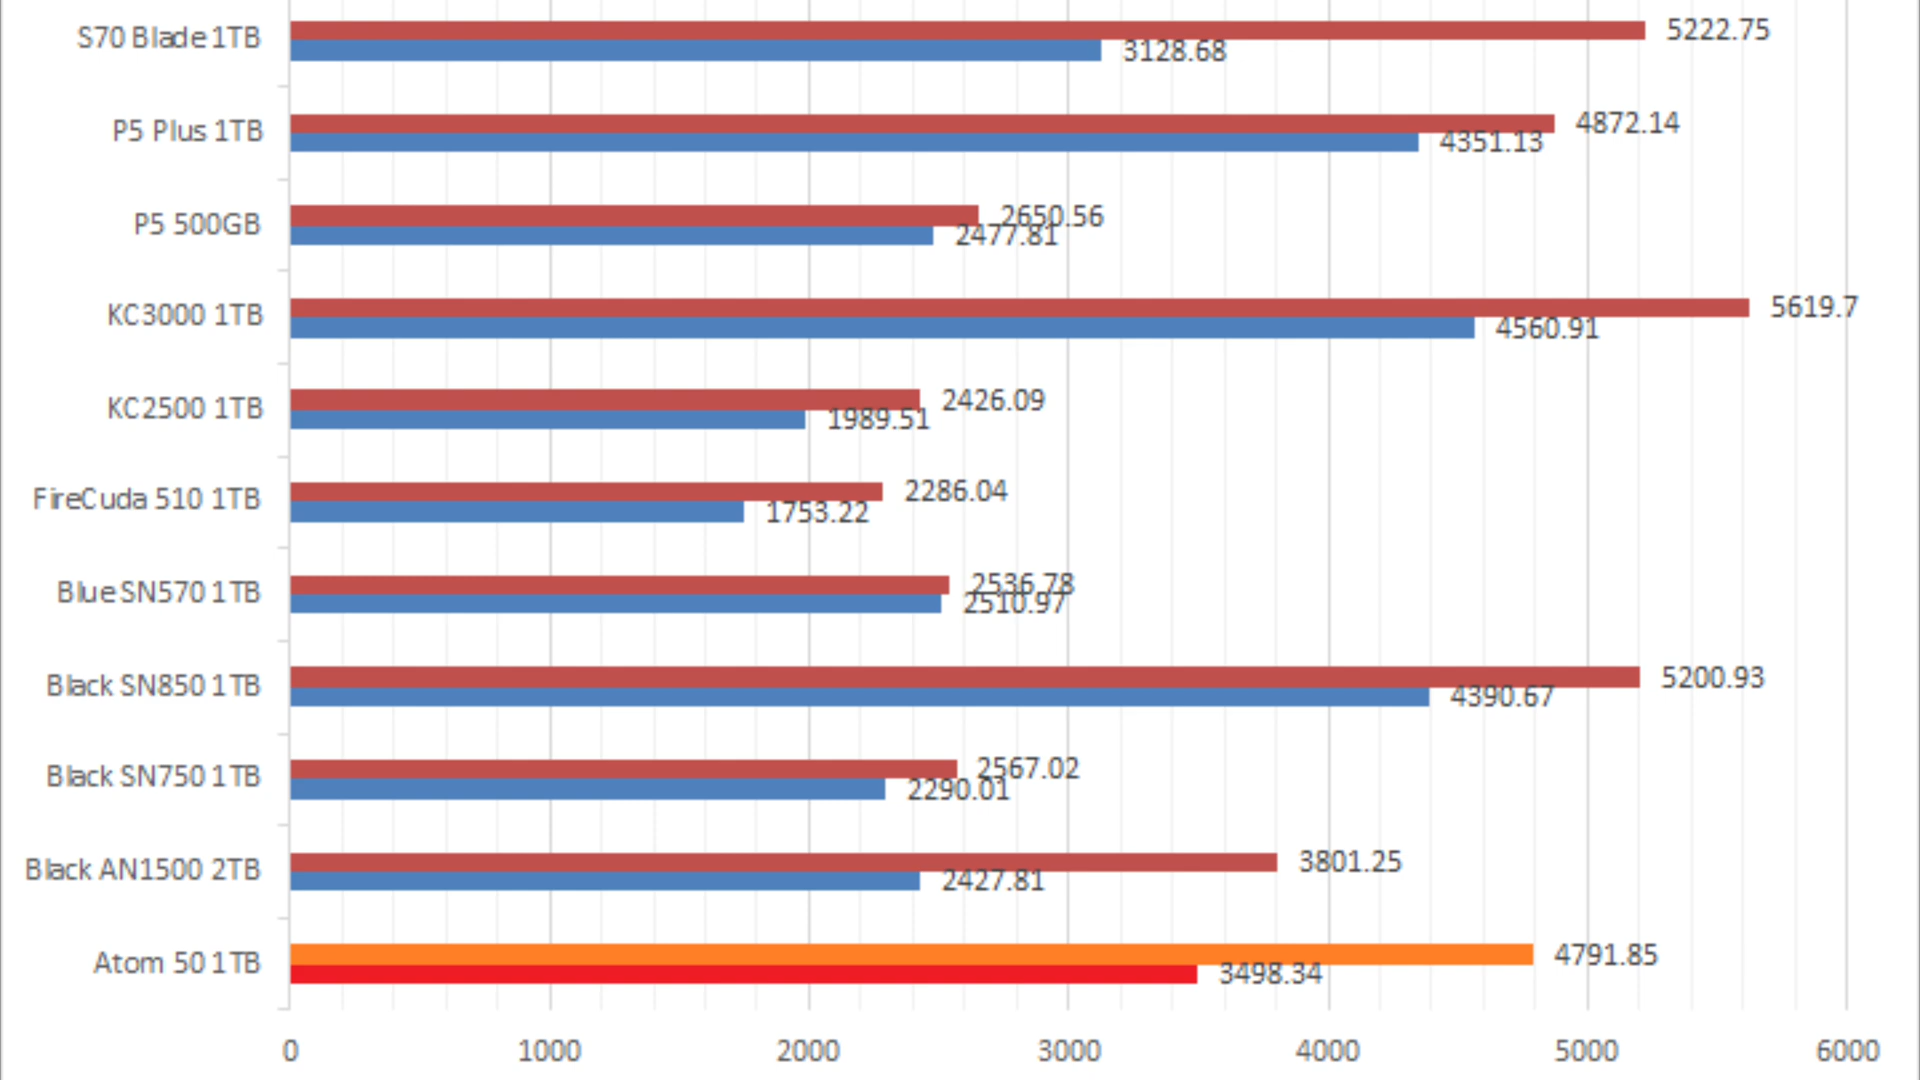 S70 Blade 1TB
5222.75
3128.68
P5 Plus 1TB
4872.14
4351.13
P5 500GB
2650.56
2477.81
KC3000 1TB
5619.7
4560.91
KC2500 1TB
2426.09
1989.51
FireCuda 510 1TB
2286.04
1753.22
Blue SN570 1TB
2536.78
2510.97
Black SN850 1TB
5200.93
4390.67
Black SN750 1TB
2567.02
2290.01
Black AN1500 2TB
3801.25
2427.81
Atom 50 1TB
4791.85
3498.34
0 1000 2000 3000 4000 5000 6000